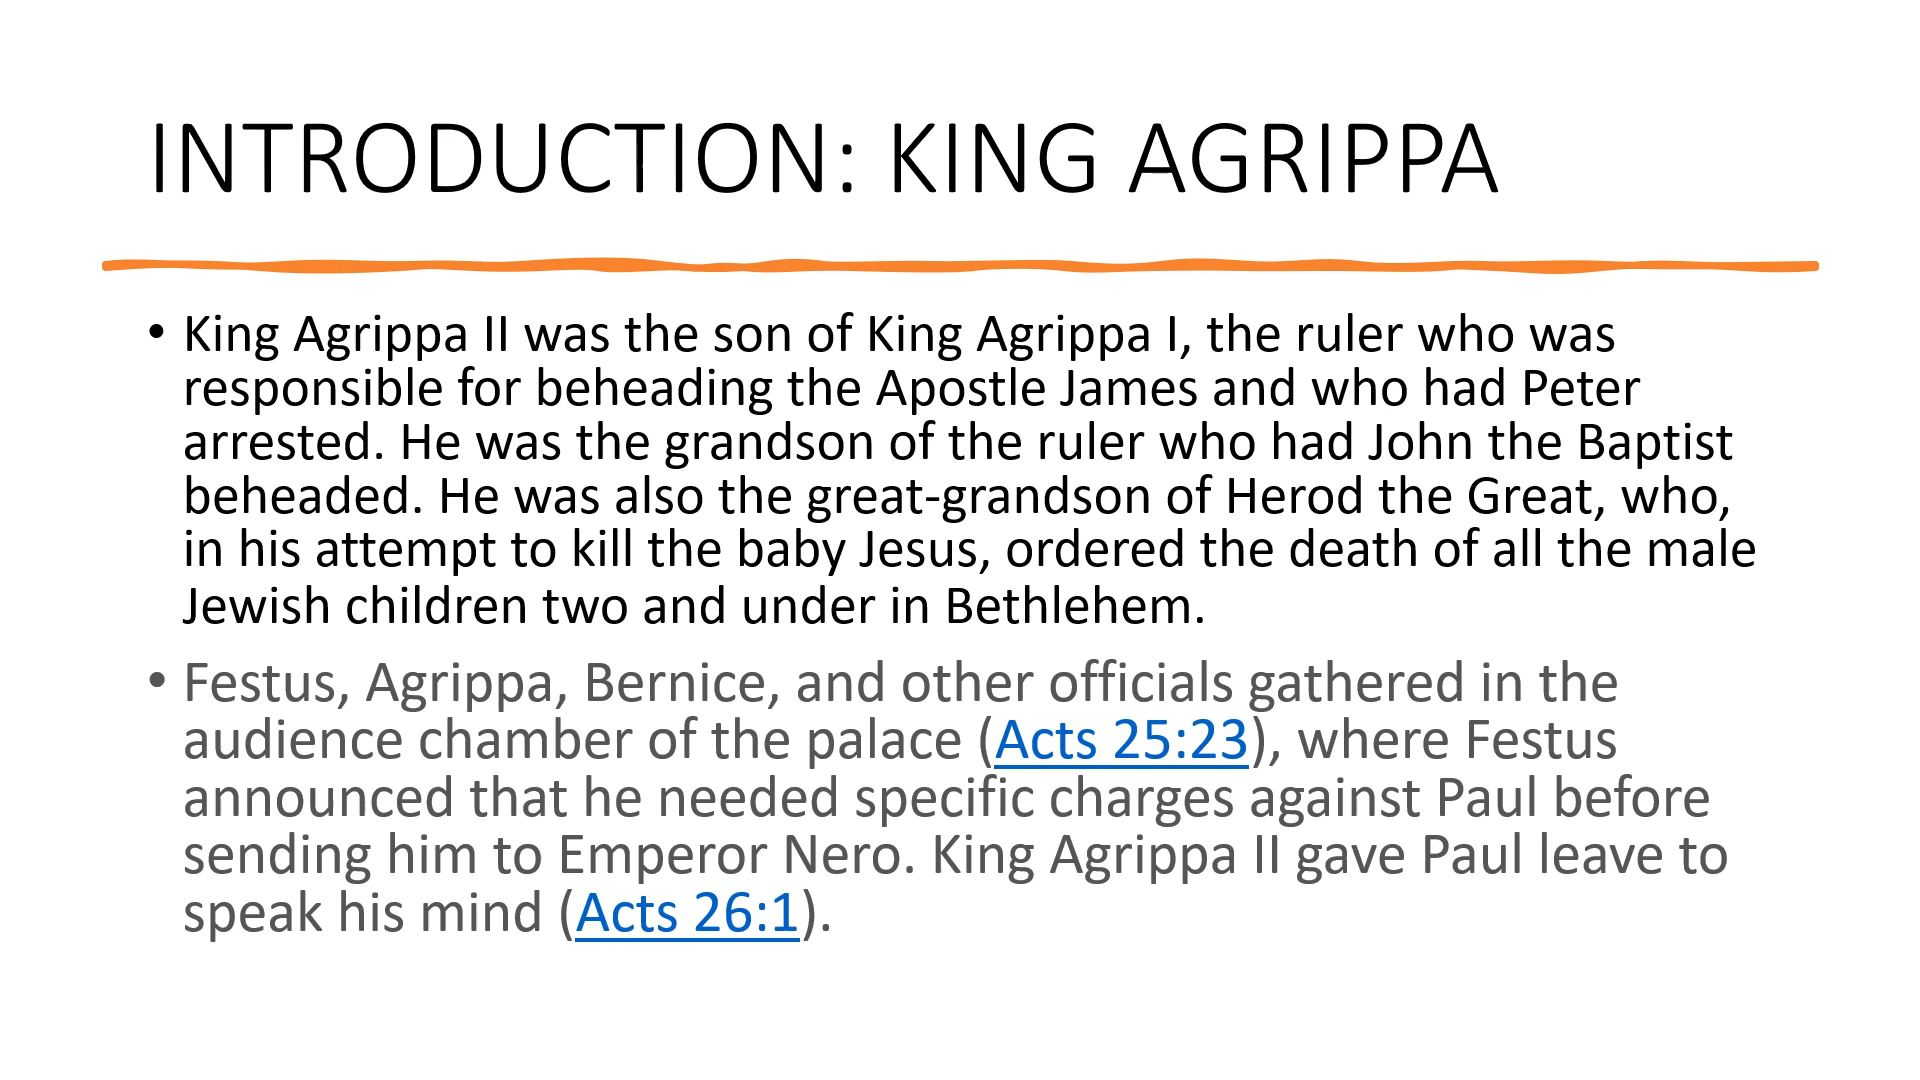 INTRODUCTION: KING AGRIPPA
• King Agrippa II was the son of King Agrippa I, the ruler who was
responsible for beheading the Apostle James and who had Peter
arrested. He was the grandson of the ruler who had John the Baptist
beheaded. He was also the great-grandson of Herod the Great, who,
in his attempt to kill the baby Jesus, ordered the death of all the male
Jewish children two and under in Bethlehem.
• Festus, Agrippa, Bernice, and other officials gathered in the
audience chamber of the palace (Acts 25:23), where Festus
announced that he needed specific charges against Paul before
sending him to Emperor Nero. King Agrippa II gave Paul leave to
speak his mind (Acts 26:1).